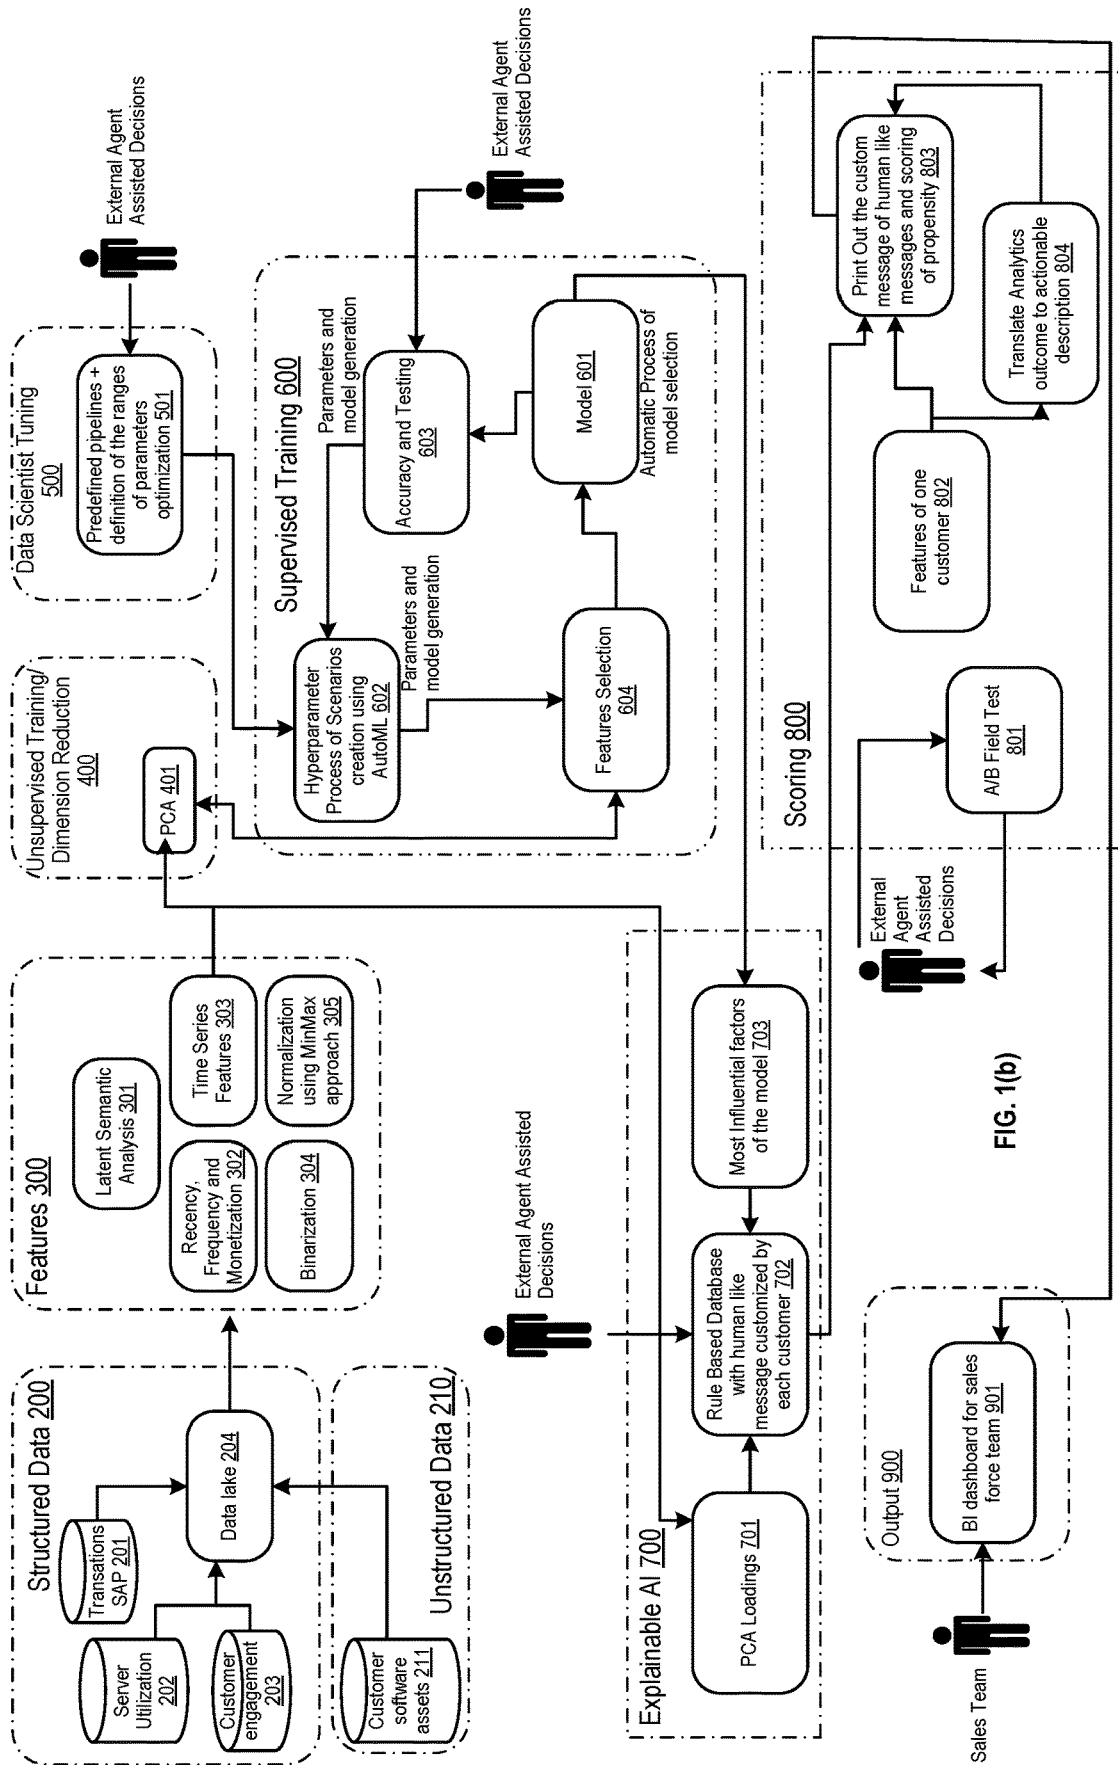 Structured Data 200
Transations
SAP 201
Server
Utilization
202
Customer
engagement
203
Data lake 204
Unstructured Data 210
Customer
software
assets 211
Features 300
Latent Semantic
Analysis 301
Recency,
Frequency and
Monetization 302
Time Series
Features 303
Binarization 304
Normalization
using MinMax
approach 305
Unsupervised Training/
Dimension Reduction
400
PCA 401
Data Scientist Tuning
500
Predefined pipelines +
definition of the ranges
of parameters
optimization 501
External Agent
Assisted Decisions
Supervised Training 600
Hyperparameter
Process of Scenarios
creation using
AutoML 602
Parameters and
model generation
Accuracy and Testing
603
Parameters and
model generation
External Agent
Assisted Decisions
Features Selection
604
Model 601
Automatic Process of
model selection
External Agent Assisted
Decisions
Explainable AI 700
PCA Loadings 701
Rule Based Database
with human like
message customized by
each customer 702
Most Influential factors
of the model 703
Scoring 800
External
Agent
Assisted
Decisions
A/B Field Test
801
Features of one
customer 802
Print Out the custom
message of human like
messages and scoring
of propensity 803
Translate Analytics
outcome to actionable
description 804
Output 900
BI dashboard for sales
force team 901
Sales Team
FIG. 1(b)